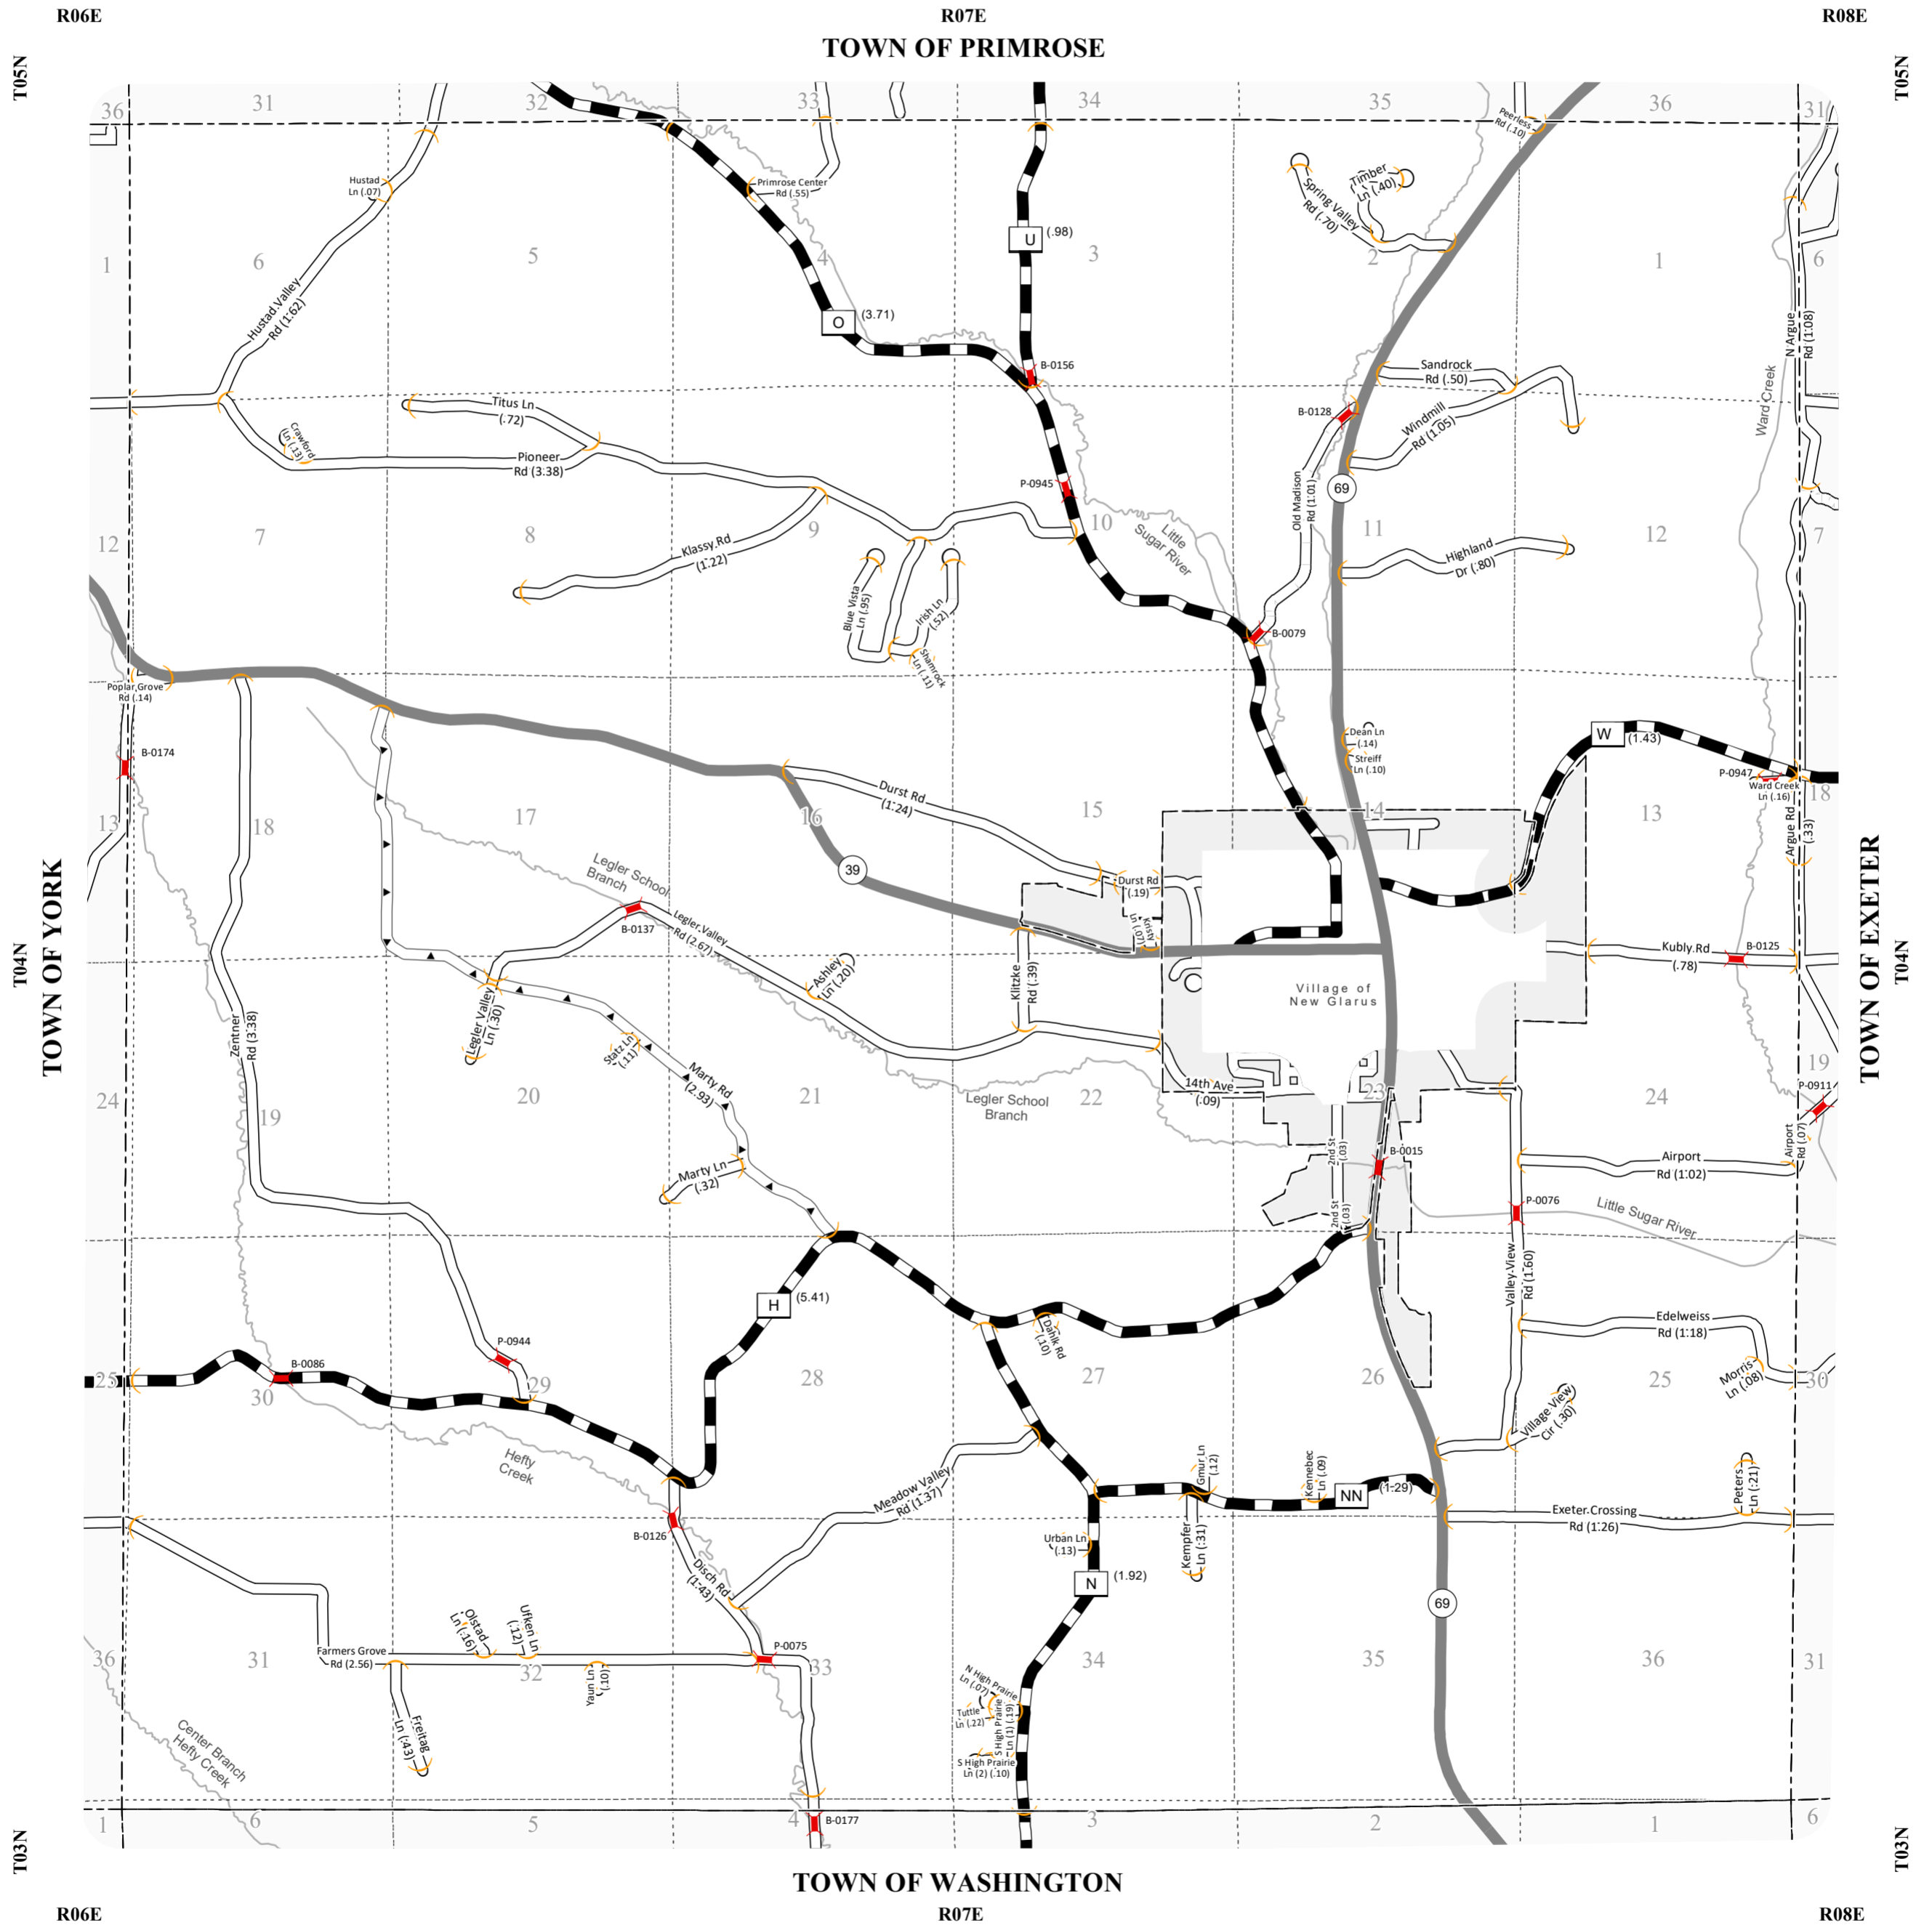 R06E
R07E
R08E
TOWN OF PRIMROSE
T05N
T05N
36
31
32
33
34
35
36
31
Peerless
Rd (.10)
Hustad
Ln (.07)
Primrose Center
Rd (.55)
Spring Valley
Rd (.70)
Timber
Ln (.40)
U
(.98)
1
6
5
4
3
2
1
6
Hustad Valley
Rd (1.62)
O
(3.71)
N Argue
Rd (1.08)
B-0156
Sandrock
Rd (.50)
Ward Creek
Titus Ln
(.72)
B-0128
Windmill
Rd (1.05)
Crawford
Ln (.13)
Pioneer
Rd (3.38)
P-0945
69
Old Madison
Rd (1.01)
12
7
8
9
10
11
12
7
Little
Sugar River
Klassy Rd
(1.22)
Highland
Dr (.80)
Blue Vista
Ln (.95)
Irish Ln
(.52)
Shamrock
Ln (.11)
B-0079
Poplar Grove
Rd (.14)
B-0174
Dean Ln
(.14)
Streiff
Ln (.10)
W
(1.43)
P-0947
Ward Creek
Ln (.16)
Durst Rd
(1.24)
13
18
17
16
15
14
13
18
Argue Rd
(.33)
TOWN OF YORK
TOWN OF EXETER
Legler School
Branch
39
Durst Rd
(.19)
B-0137
Legler Valley
Rd (2.67)
Krissy
Ln (.07)
Kubly Rd
(.78)
B-0125
T04N
T04N
Ashley
Ln (.20)
Klitzke
Rd (.39)
Village of
New Glarus
Zentner
Rd (3.38)
Legler Valley
Ln (.30)
Statz Ln
(.11)
Marty Rd
(2.93)
Legler School
Branch
14th Ave
(.09)
24
19
20
21
22
23
24
19
P-0911
Airport
Rd (.07)
2nd St
(.03)
B-0015
Airport
Rd (1.02)
Marty Ln
(.32)
P-0076
Little Sugar River
2nd St
(.03)
Valley View
Rd (1.60)
H
(5.41)
Dahlk Rd
(.10)
Edelweiss
Rd (1.18)
P-0944
B-0086
Morris
Ln (.08)
25
30
29
28
27
26
25
30
Village View
Cir (.30)
Hefty
Creek
Meadow Valley
Rd (1.37)
Gmur Ln
(.12)
Kennebec
Ln (.09)
NN
(1.29)
Peters
Ln (.21)
B-0126
Exeter Crossing
Rd (1.26)
Urban Ln
(.13)
Kempfer
Ln (.31)
Disch Rd
(1.43)
N
(1.92)
69
Olstad
Ln (.16)
Ufken Ln
(.12)
Farmers Grove
Rd (2.56)
P-0075
36
31
32
33
34
35
36
31
Yaun Ln
(.10)
N High Prairie
Ln (.07)
Tuttle
Ln (.22)
S High Prairie
Ln (1) (.19)
Freitag
Ln (.43)
S High Prairie
Ln (2) (.10)
Center Branch
Hefty Creek
B-0177
1
6
5
4
3
2
1
6
T03N
T03N
TOWN OF WASHINGTON
R06E
R07E
R08E